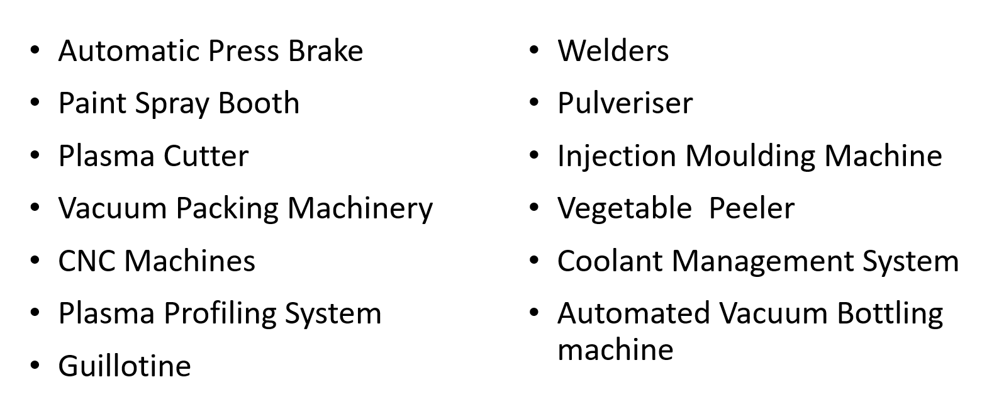 • Automatic Press Brake
• Paint Spray Booth
• Plasma Cutter
• Vacuum Packing Machinery
• CNC Machines
• Plasma Profiling System
• Guillotine
• Welders
• Pulveriser
• Injection Moulding Machine
• Vegetable  Peeler
• Coolant Management System
• Automated Vacuum Bottling
machine